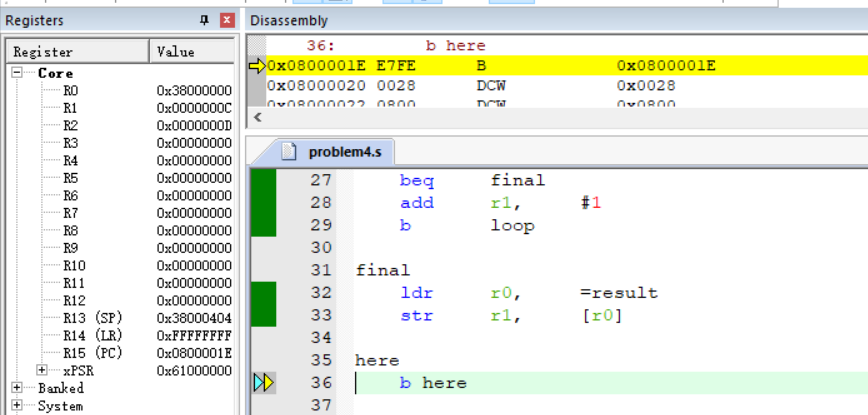 Registers
Register Value
Core
R0 0x38000000
R1 0x0000000C
R2 0x0000000D
R3 0x00000000
R4 0x00000000
R5 0x00000000
R6 0x00000000
R7 0x00000000
R8 0x00000000
R9 0x00000000
R10 0x00000000
R11 0x00000000
R12 0x00000000
R13 (SP) 0x38000404
R14 (LR) 0xFFFFFFFF
R15 (PC) 0x0800001E
xPSR 0x61000000
Banked
System
Disassembly
36: b here
0x0800001E E7FE B 0x0800001E
0x08000020 0028 DCW 0x0028
0x08000022 0800 DCW 0x0800
problem4.s
27 beq final
28 add r1, #1
29 b loop
30
31 final
32 ldr r0, =result
33 str r1, [r0]
34
35 here
36 b here
37